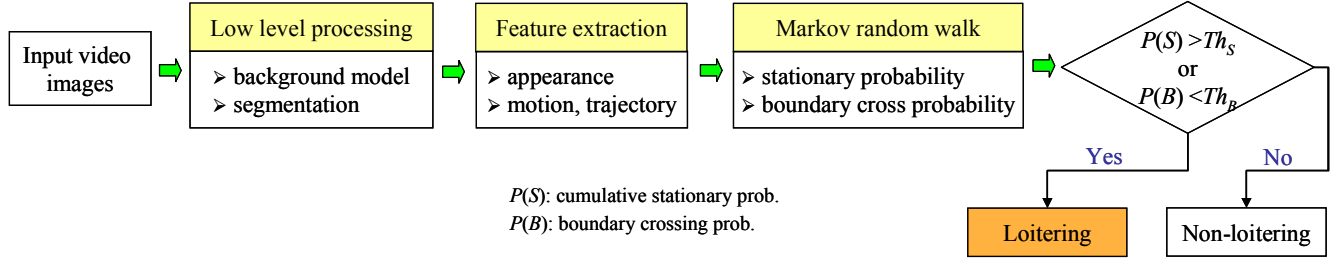 Input video
images
Low level processing
➢ background model
➢ segmentation
Feature extraction
➢ appearance
➢ motion, trajectory
Markov random walk
➢ stationary probability
➢ boundary cross probability
P(S) >Th_S
or
P(B) <Th_B
Yes
No
Loitering
Non-loitering
P(S): cumulative stationary prob.
P(B): boundary crossing prob.